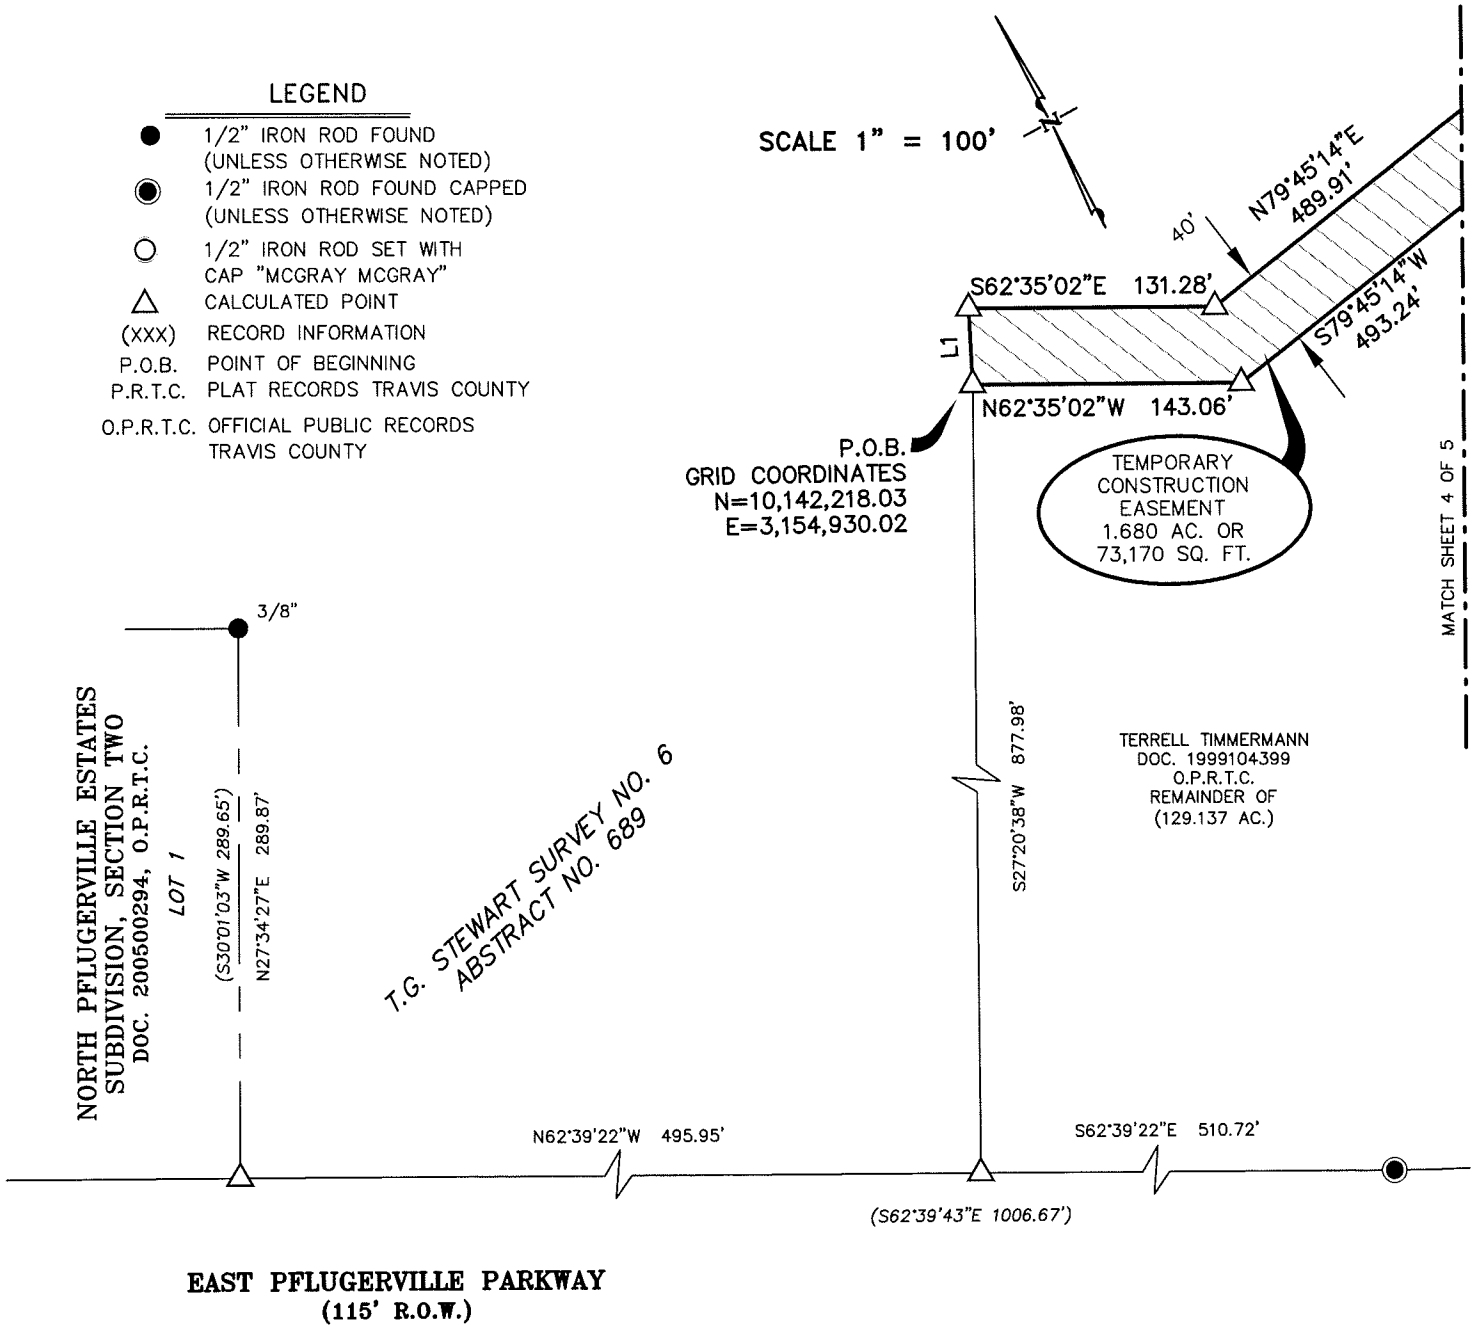 LEGEND
1/2" IRON ROD FOUND
(UNLESS OTHERWISE NOTED)
1/2" IRON ROD FOUND CAPPED
(UNLESS OTHERWISE NOTED)
1/2" IRON ROD SET WITH
CAP "MCGRAY MCGRAY"
CALCULATED POINT
(XXX) RECORD INFORMATION
P.O.B. POINT OF BEGINNING
P.R.T.C. PLAT RECORDS TRAVIS COUNTY
O.P.R.T.C. OFFICIAL PUBLIC RECORDS
TRAVIS COUNTY
SCALE 1" = 100'
N
N79°45'14"E
489.91'
40'
S62°35'02"E 131.28'
S79°45'14"W
493.24'
L1
N62°35'02"W 143.06'
P.O.B.
GRID COORDINATES
N=10,142,218.03
E=3,154,930.02
TEMPORARY
CONSTRUCTION
EASEMENT
1.680 AC. OR
73,170 SQ. FT.
MATCH SHEET 4 OF 5
3/8"
NORTH PFLUGERVILLE ESTATES
SUBDIVISION, SECTION TWO
DOC. 200500294, O.P.R.T.C.
LOT 1
(S30°01'03"W 289.65')
N27°34'27"E 289.87'
T.G. STEWART SURVEY NO. 6
ABSTRACT NO. 689
S27°20'38"W 877.98'
TERRELL TIMMERMANN
DOC. 1999104399
O.P.R.T.C.
REMAINDER OF
(129.137 AC.)
N62°39'22"W 495.95'
S62°39'22"E 510.72'
(S62°39'43"E 1006.67')
EAST PFLUGERVILLE PARKWAY
(115' R.O.W.)